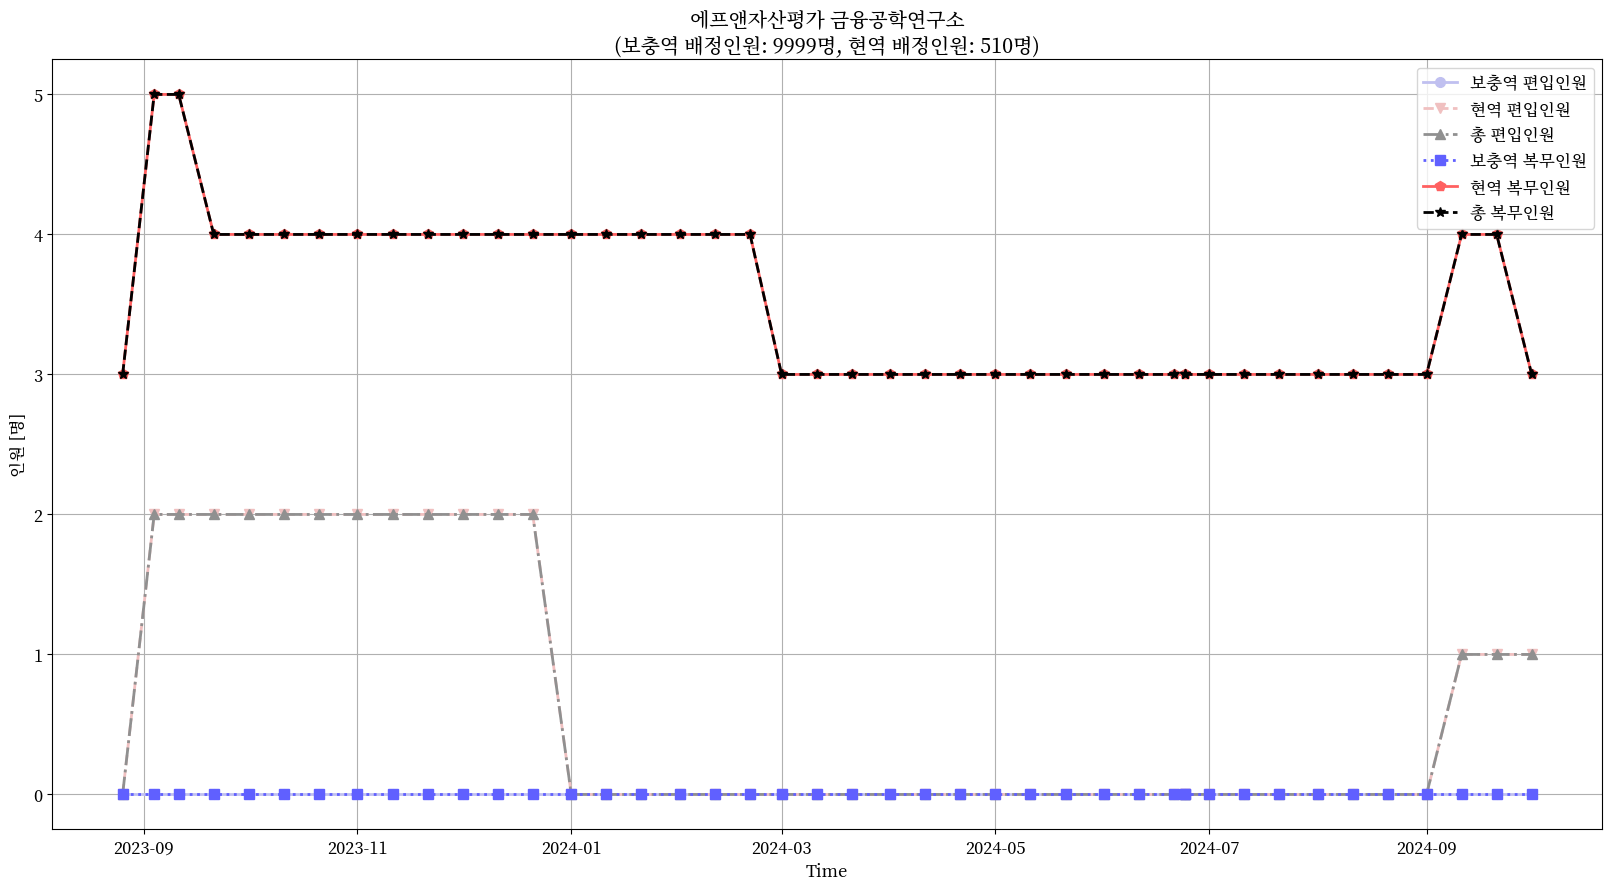 에프앤자산평가 금융공학연구소
(보충역 배정인원: 9999명, 현역 배정인원: 510명)
보충역 편입인원
현역 편입인원
총 편입인원
보충역 복무인원
현역 복무인원
총 복무인원
5
4
3
2
1
0
인원 [명]
2023-09
2023-11
2024-01
2024-03
2024-05
2024-07
2024-09
Time